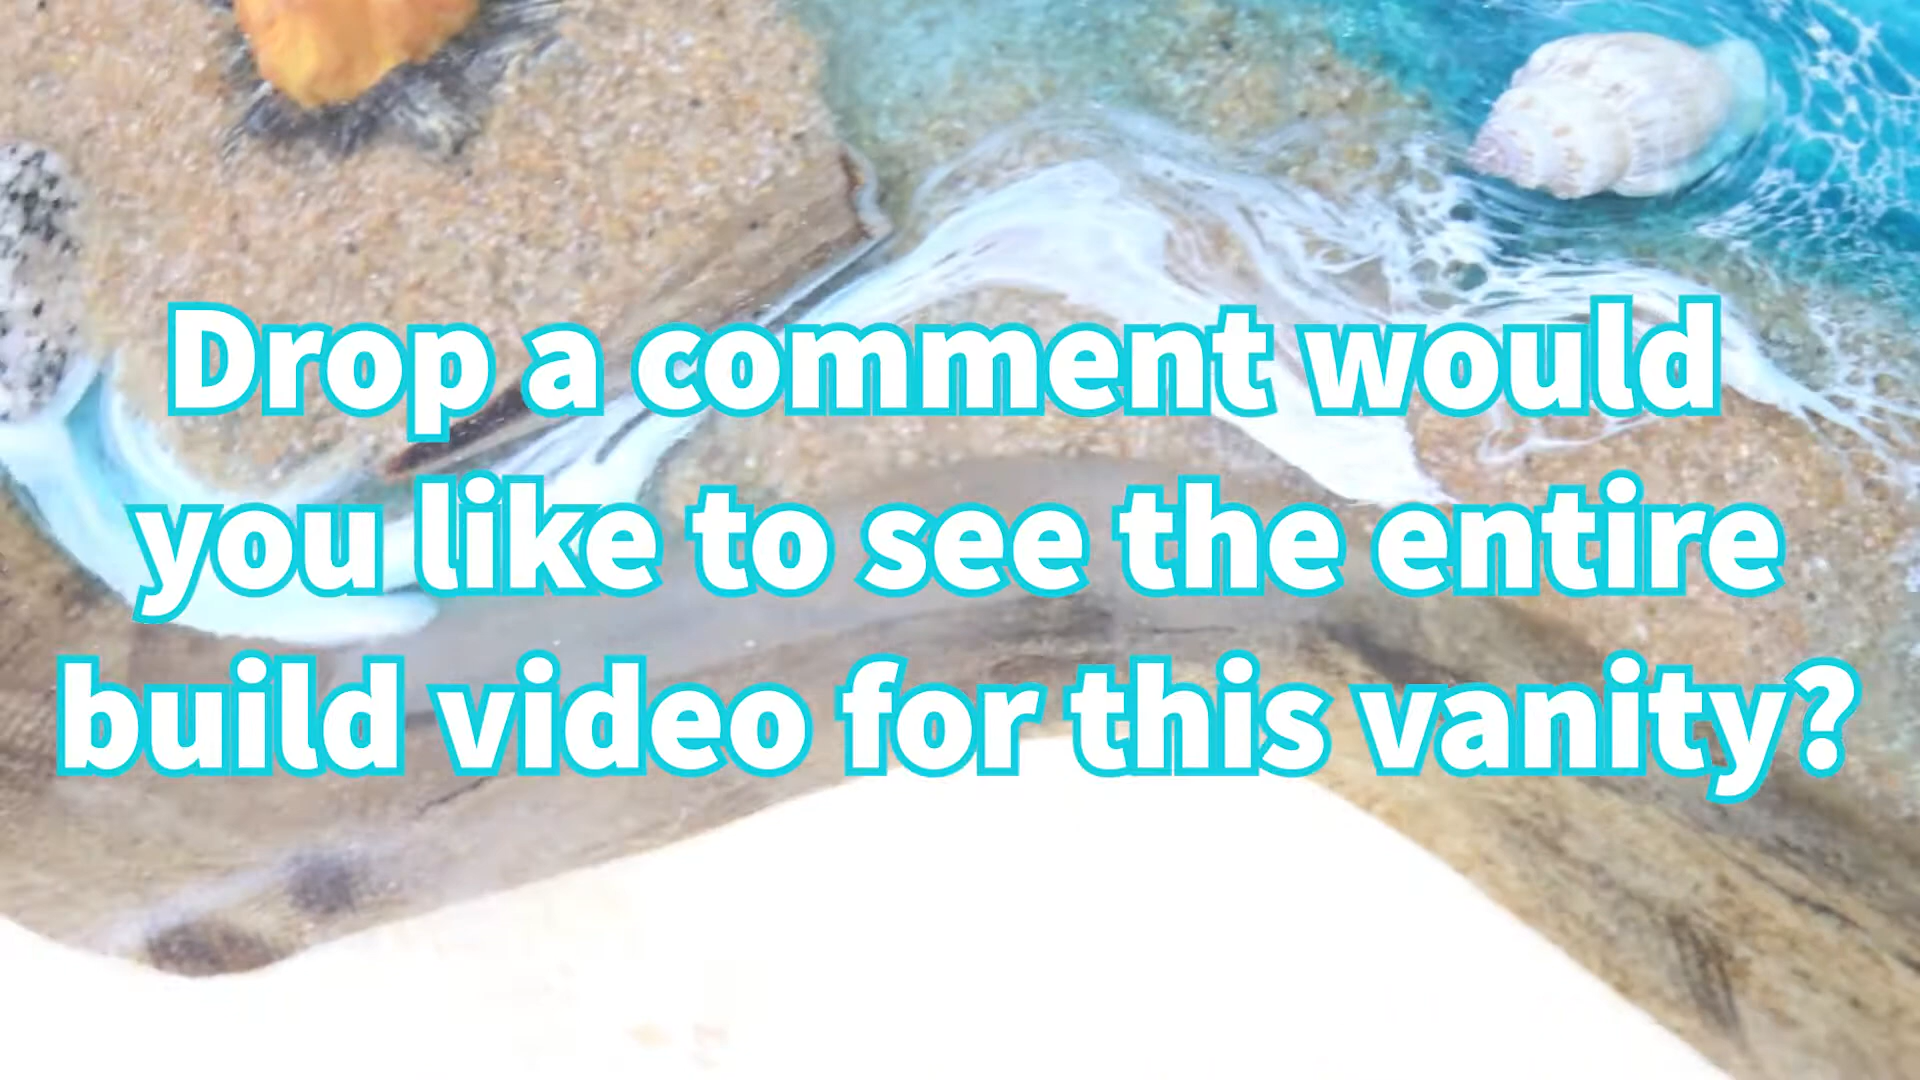 Drop a comment would
you like to see the entire
build video for this vanity?